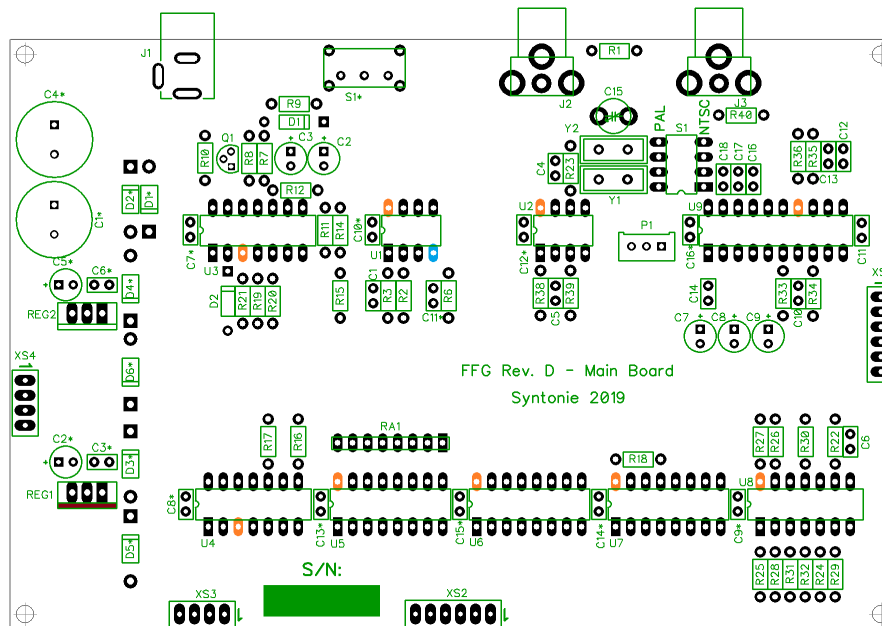 J1
S1*
R1
J2
C15
J3
C4*
R9
D1
R40
PAL
NTSC
S1
Y2
Q1
C3
C2
R10
R8
R7
R12
C4
R23
Y1
C18
C17
C16
R36
R35
C12
C13
D2*
D1*
C1*
C7*
U3
R11
R14
C10*
U1
U2
C12*
P1
U9
C16*
C11
C5*
C6*
D4*
REG2
D2
R21
R19
R20
R15
C1
R3
R2
C11*
R6
R38
C5
R39
C14
R33
C10
R34
XS
C7
C8
C9
XS4
D6*
FFG Rev. D - Main Board
Syntonie 2019
C2*
C3*
D3*
REG1
R17
R16
RA1
R18
R27
R26
R30
R22
C6
C8*
U4
C13*
U5
C15*
U6
C14*
U7
C9*
U8
D5*
S/N:
R25
R28
R31
R32
R24
R29
XS3
1
XS2
1